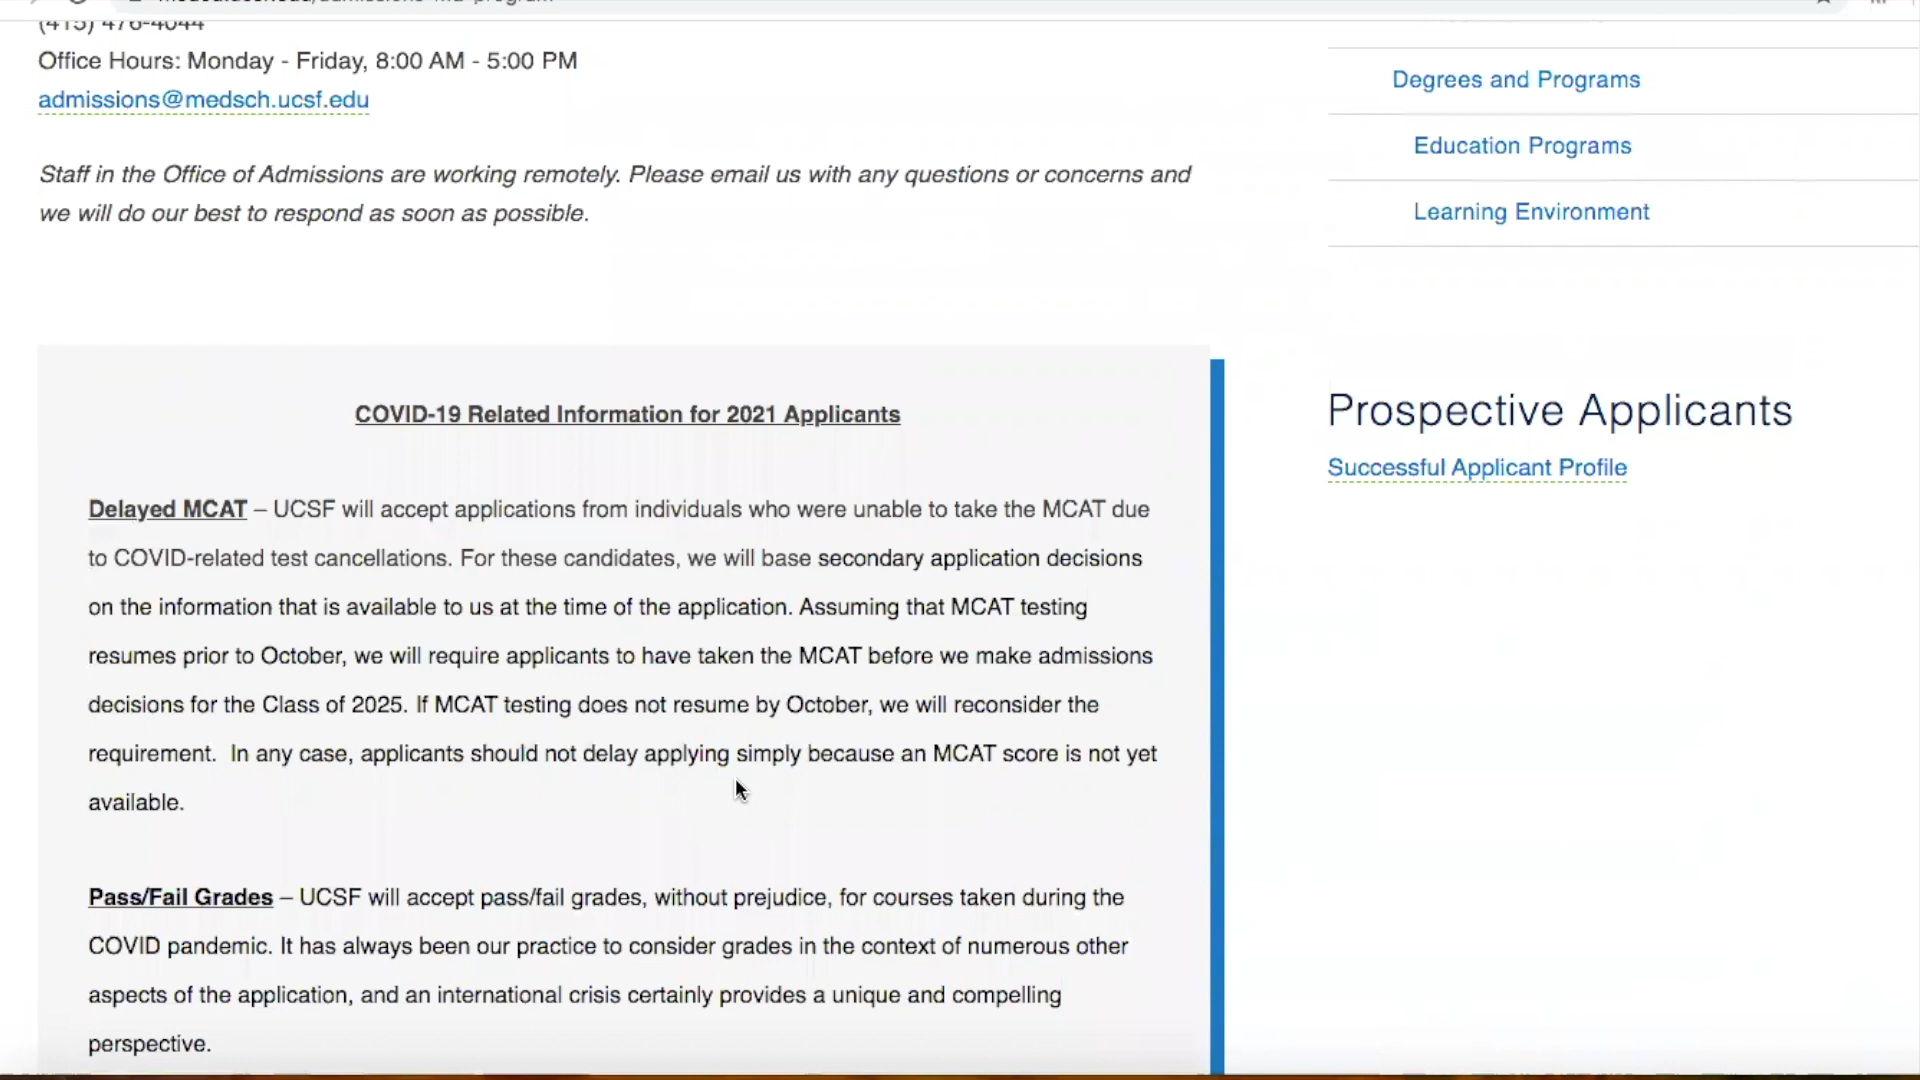 (415) 476-4044
Office Hours: Monday - Friday, 8:00 AM - 5:00 PM
admissions@medsch.ucsf.edu
Staff in the Office of Admissions are working remotely. Please email us with any questions or concerns and
we will do our best to respond as soon as possible.
COVID-19 Related Information for 2021 Applicants
Delayed MCAT – UCSF will accept applications from individuals who were unable to take the MCAT due
to COVID-related test cancellations. For these candidates, we will base secondary application decisions
on the information that is available to us at the time of the application. Assuming that MCAT testing
resumes prior to October, we will require applicants to have taken the MCAT before we make admissions
decisions for the Class of 2025. If MCAT testing does not resume by October, we will reconsider the
requirement.  In any case, applicants should not delay applying simply because an MCAT score is not yet
available.
Pass/Fail Grades – UCSF will accept pass/fail grades, without prejudice, for courses taken during the
COVID pandemic. It has always been our practice to consider grades in the context of numerous other
aspects of the application, and an international crisis certainly provides a unique and compelling
perspective.
Degrees and Programs
Education Programs
Learning Environment
Prospective Applicants
Successful Applicant Profile